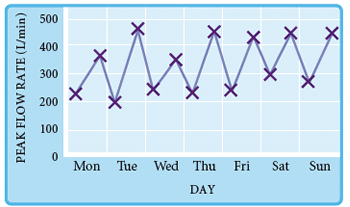 PEAK FLOW RATE (L/min)
500
400
300
200
100
0
Mon Tue Wed Thu Fri Sat Sun
DAY